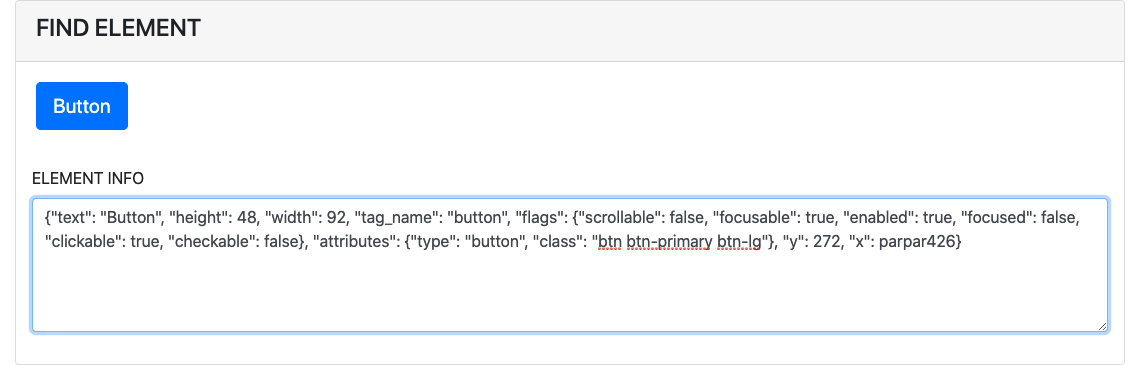 FIND ELEMENT
Button
ELEMENT INFO
{"text": "Button", "height": 48, "width": 92, "tag_name": "button", "flags": {"scrollable": false, "focusable": true, "enabled": true, "focused": false,
"clickable": true, "checkable": false}, "attributes": {"type": "button", "class": "btn btn-primary btn-lg"}, "y": 272, "x": parpar426}